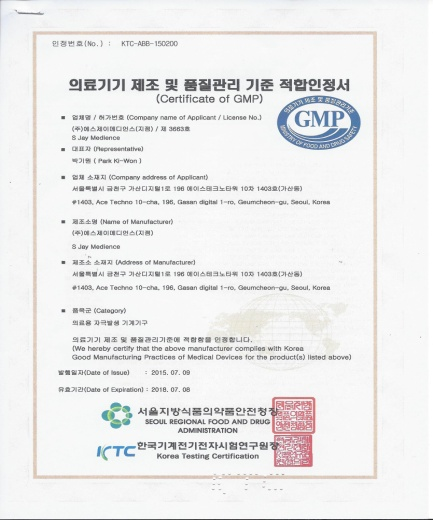 인정번호(No.) : KTC-ABB-150200
의료기기 제조 및 품질관리 기준 적합인정서
(Certificate of GMP)
의료기기 제조 및 품질관리기준
GMP
MINISTRY OF FOOD AND DRUG SAFETY
■ 업체명 / 허가번호 (Company name of Applicant / License No.)
(주)에스제이메디언스(지점) / 제 3663호
S Jay Medience
■ 대표자 (Representative)
박기원 ( Park Ki-Won )
■ 업체 소재지 (Company address of Applicant)
서울특별시 금천구 가산디지털1로 196 에이스테크노타워 10차 1403호(가산동)
#1403, Ace Techno 10-cha, 196, Gasan digital 1-ro, Geumcheon-gu, Seoul, Korea
■ 제조소명 (Name of Manufacturer)
(주)에스제이메디언스(지점)
S Jay Medience
■ 제조소 소재지 (Address of Manufacturer)
서울특별시 금천구 가산디지털1로 196 에이스테크노타워 10차 1403호(가산동)
#1403, Ace Techno 10-cha, 196, Gasan digital 1-ro, Geumcheon-gu, Seoul, Korea
■ 품목군 (Category)
의료용 자극발생 기계기구
의료기기 제조 및 품질관리기준에 적합함을 인증합니다.
(We hereby certify that the above manufacturer complies with Korea
Good Manufacturing Practices of Medical Devices for the product(s) listed above)
발행일자(Date of Issue) : 2015. 07. 09
유효기간(Date of Expiration) : 2018. 07. 08
서울지방식품의약품안전청장
SEOUL REGIONAL FOOD AND DRUG
ADMINISTRATION
KTC 한국기계전기전자시험연구원장
Korea Testing Certification